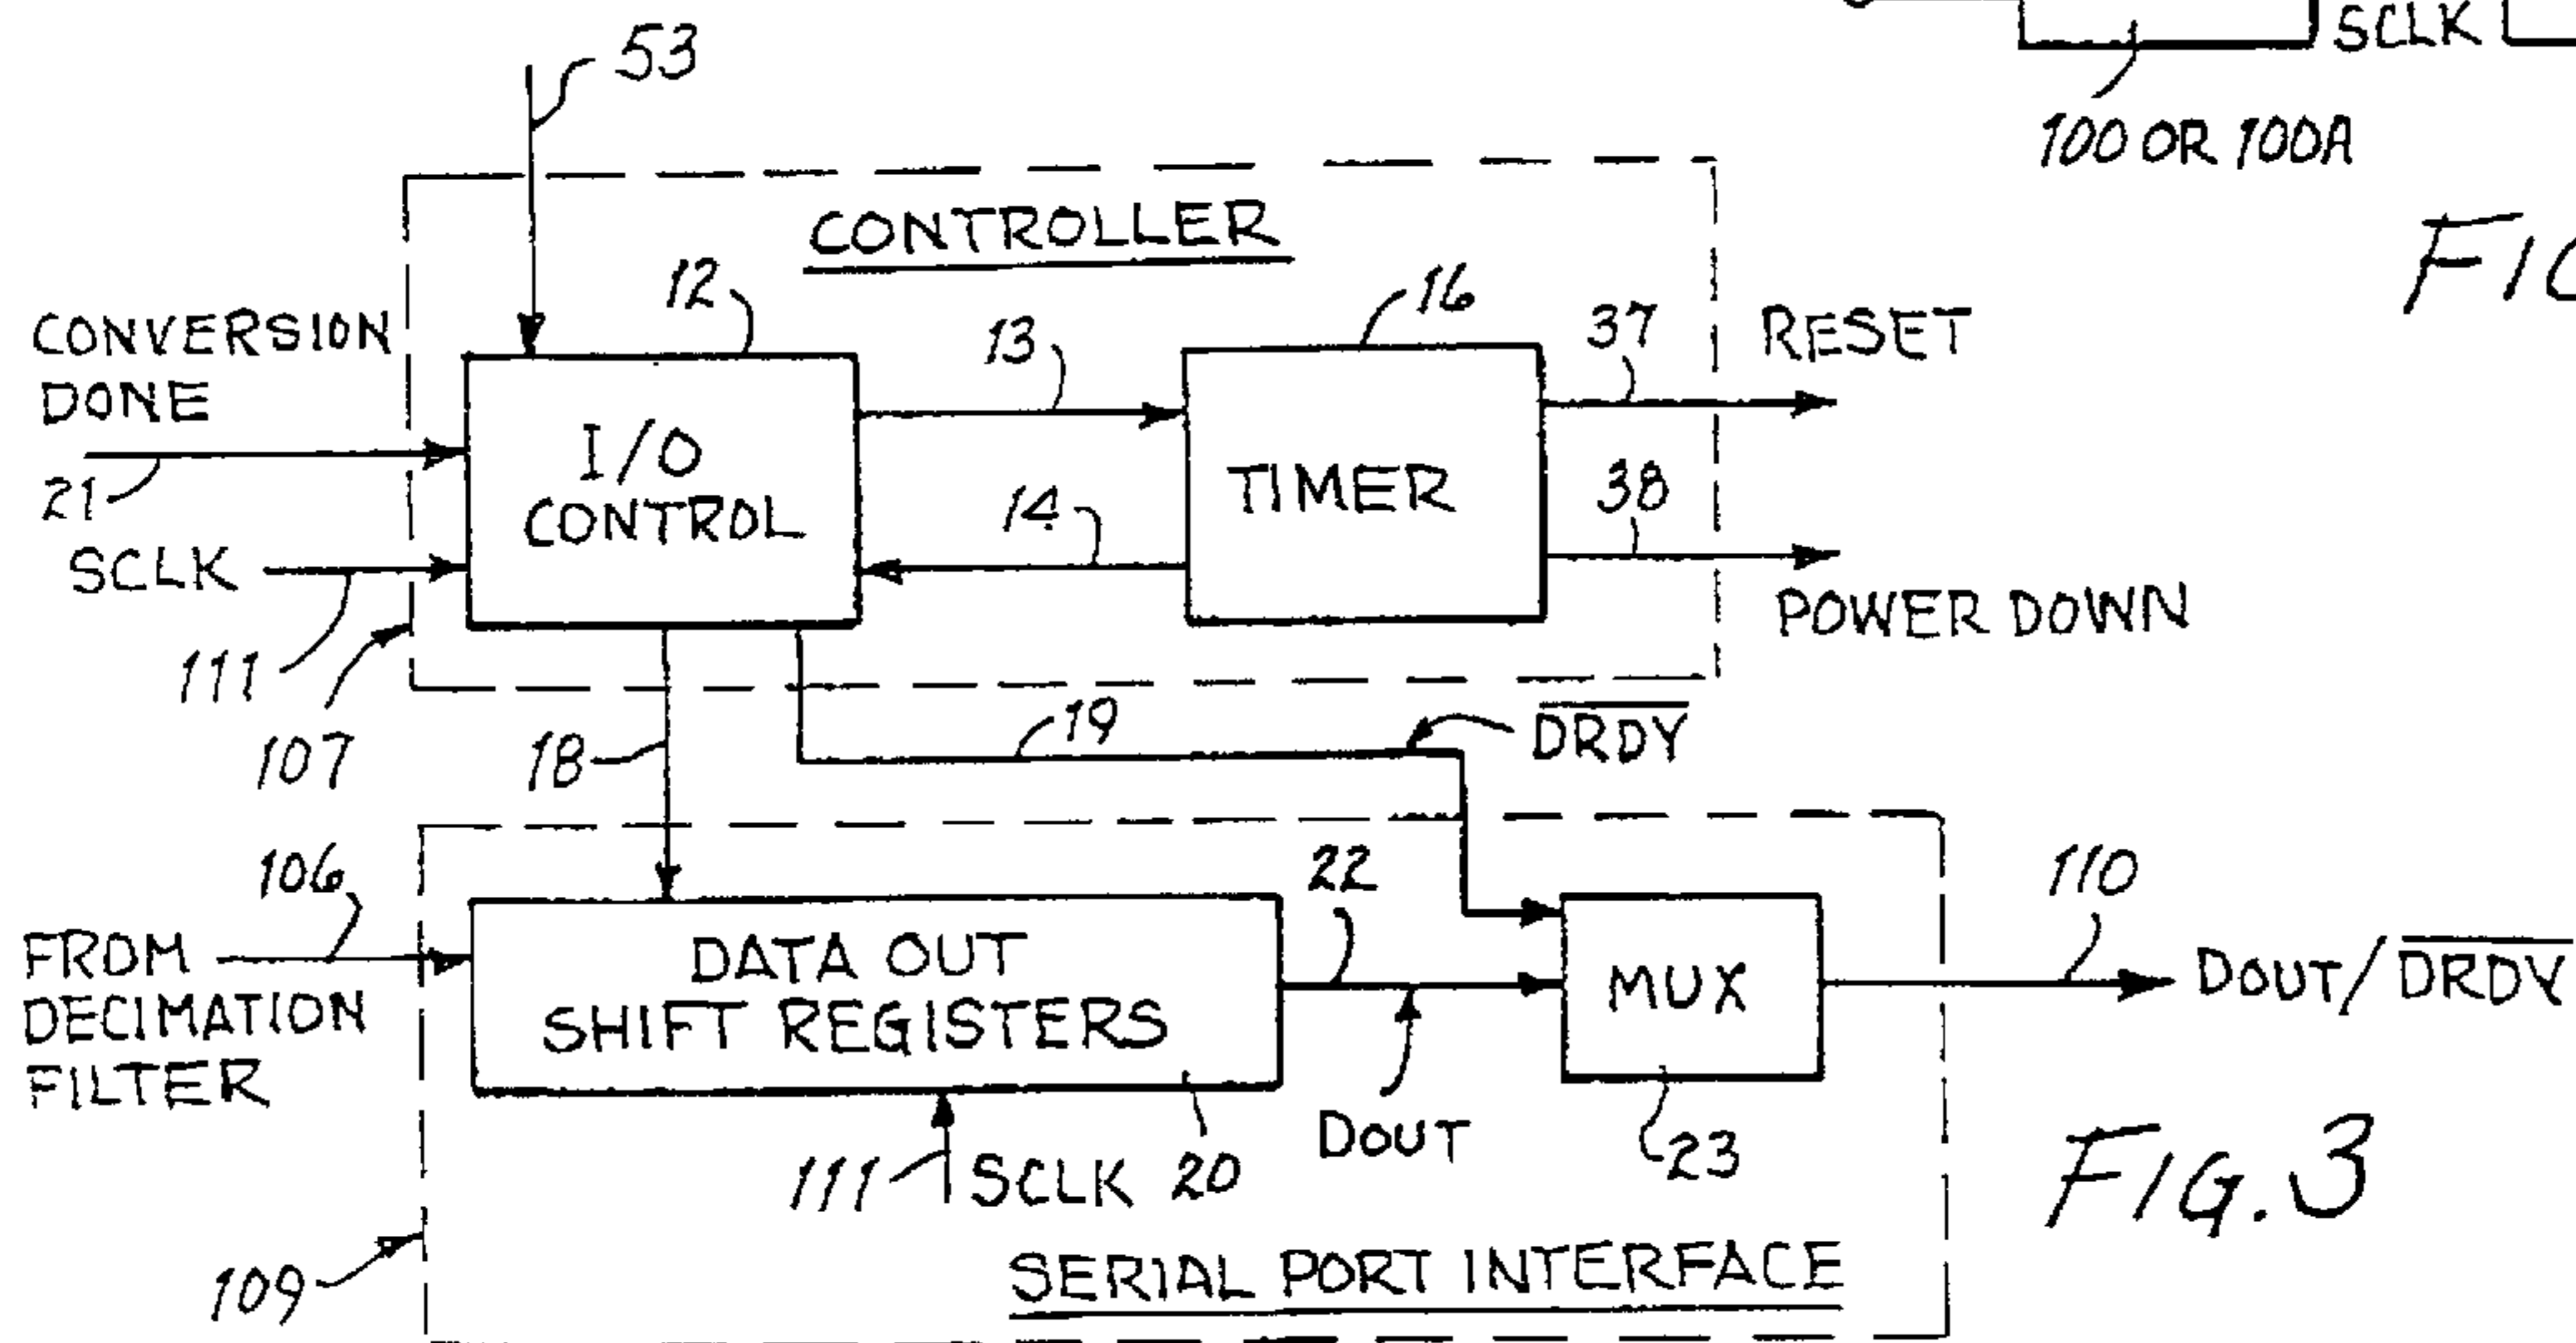 SCLK
100 OR 100A
53
CONTROLLER
CONVERSION
DONE
21
SCLK
111
107
12
I/O
CONTROL
13
14
16
TIMER
37
RESET
38
POWER DOWN
18
19
DRDY
106
FROM
DECIMATION
FILTER
DATA OUT
SHIFT REGISTERS
22
DOUT
MUX
23
110
DOUT/DRDY
111
SCLK
20
109
SERIAL PORT INTERFACE
FIG. 3